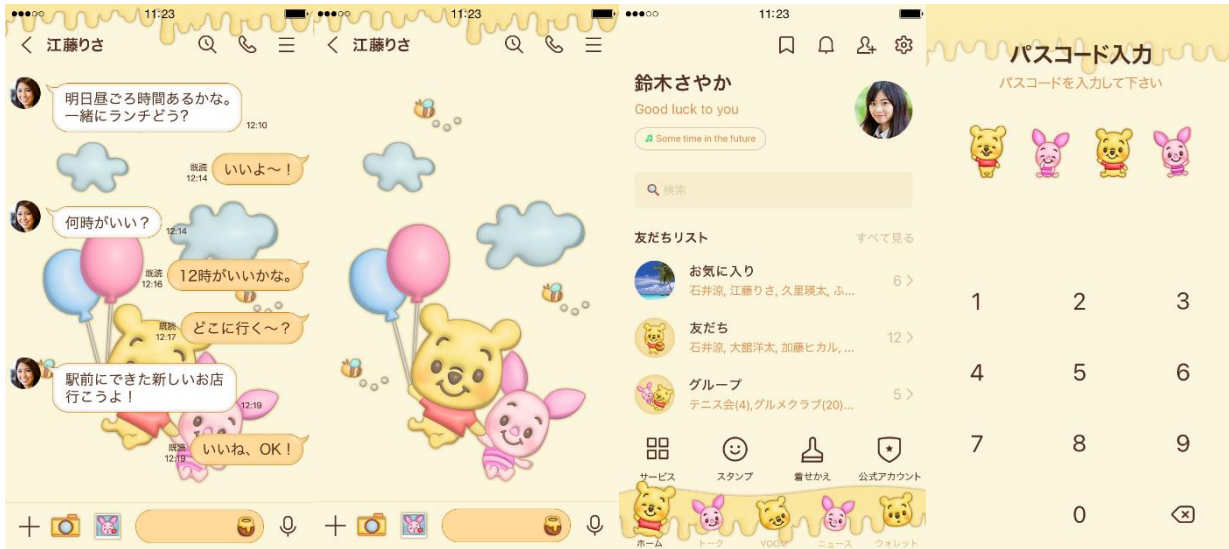 11:23
江藤りさ
明日昼ごろ時間あるかな。
一緒にランチどう?
12:10
既読
12:14
いいよ〜!
何時がいい?
12:14
既読
12:16
12時がいいかな。
既読
12:17
どこに行く〜?
駅前にできた新しいお店
行こうよ!
12:19
既読
12:19
いいね、OK!
11:23
江藤りさ
11:23
鈴木さやか
Good luck to you
Some time in the future
検索
友だちリスト
すべて見る
お気に入り
石井涼, 江藤りさ, 久里瑛太, ふ...
6
友だち
石井涼, 大館洋太, 加藤ヒカル, ...
12
グループ
テニス会(4),グルメクラブ(20)...
5
サービス
スタンプ
着せかえ
公式アカウント
ホーム
トーク
VOOM
ニュース
ウォレット
パスコード入力
パスコードを入力して下さい
1 2 3
4 5 6
7 8 9
0